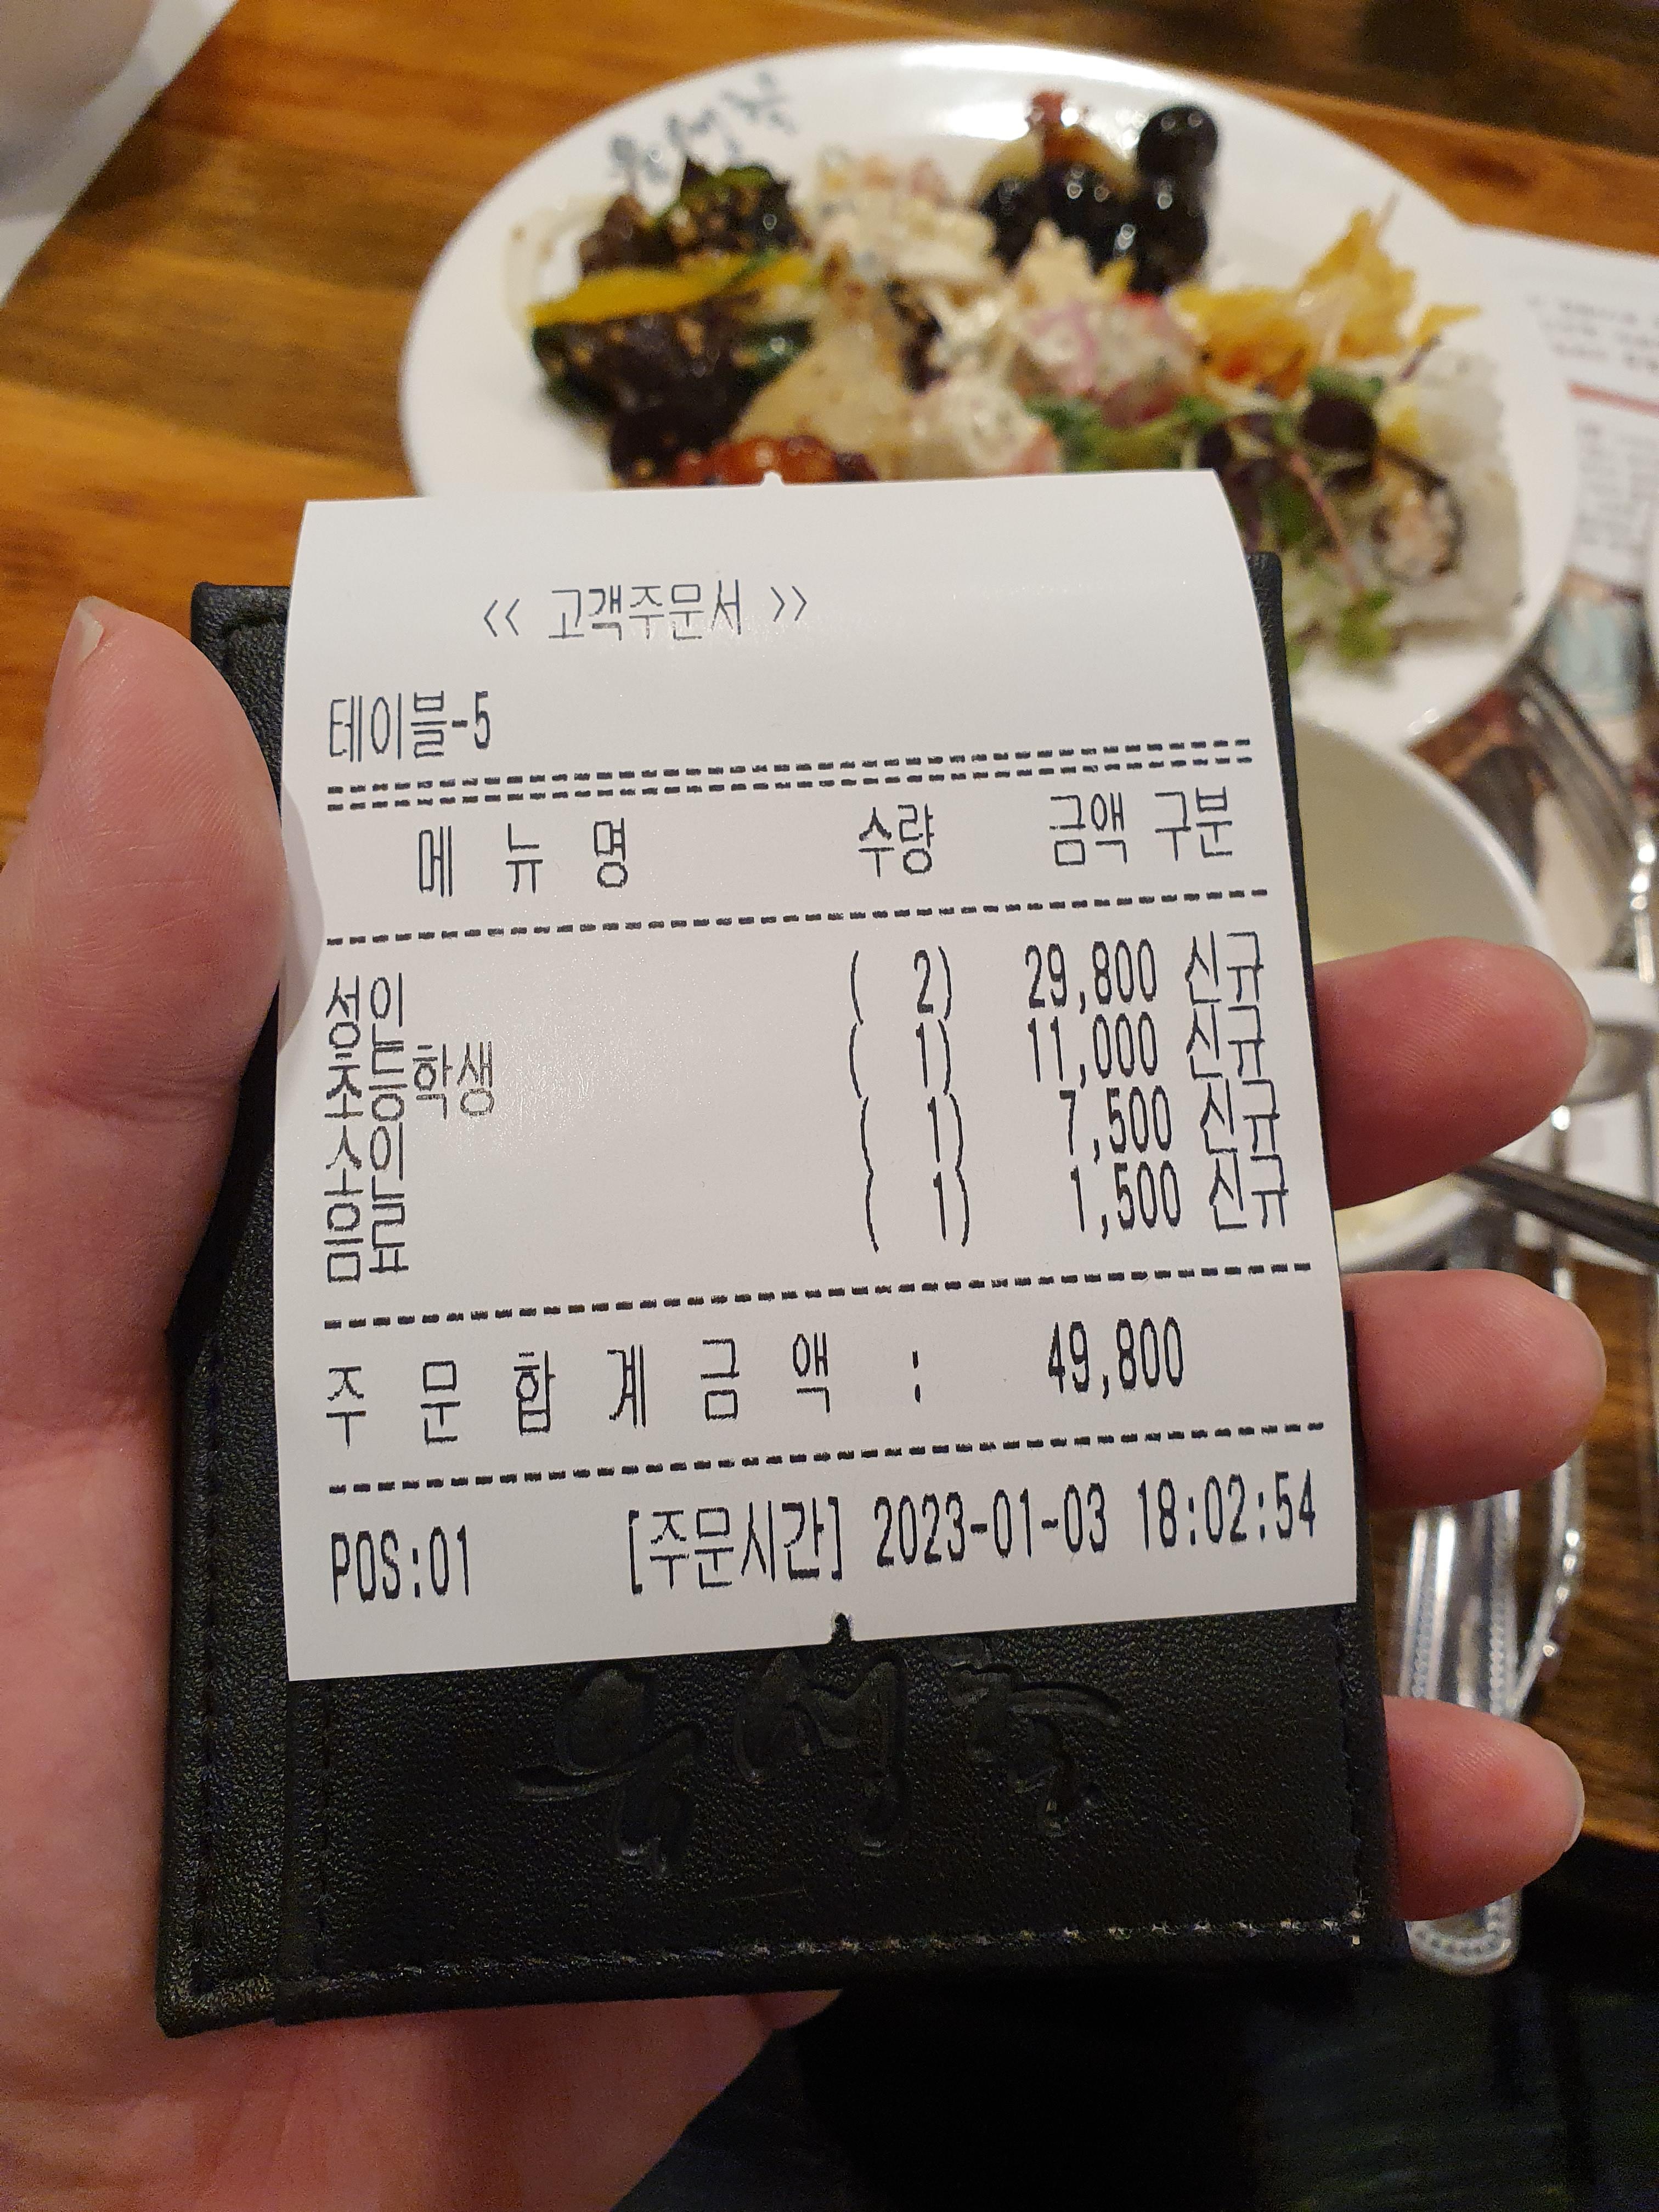 << 고객주문서 >>
테이블-5
메 뉴 명 수량 금액 구분
성인 ( 2) 29,800 신규
초등학생 ( 1) 11,000 신규
소인 ( 1) 7,500 신규
음료 ( 1) 1,500 신규
주 문 합 계 금 액 : 49,800
POS:01 [주문시간] 2023-01-03 18:02:54